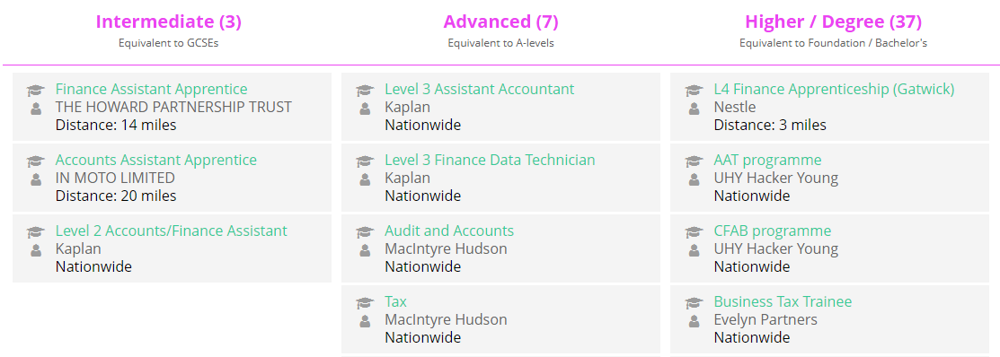 Intermediate (3)
Equivalent to GCSEs
Finance Assistant Apprentice
THE HOWARD PARTNERSHIP TRUST
Distance: 14 miles
Accounts Assistant Apprentice
IN MOTO LIMITED
Distance: 20 miles
Level 2 Accounts/Finance Assistant
Kaplan
Nationwide
Advanced (7)
Equivalent to A-levels
Level 3 Assistant Accountant
Kaplan
Nationwide
Level 3 Finance Data Technician
Kaplan
Nationwide
Audit and Accounts
MacIntyre Hudson
Nationwide
Tax
MacIntyre Hudson
Nationwide
Higher / Degree (37)
Equivalent to Foundation / Bachelor's
L4 Finance Apprenticeship (Gatwick)
Nestle
Distance: 3 miles
AAT programme
UHY Hacker Young
Nationwide
CFAB programme
UHY Hacker Young
Nationwide
Business Tax Trainee
Evelyn Partners
Nationwide